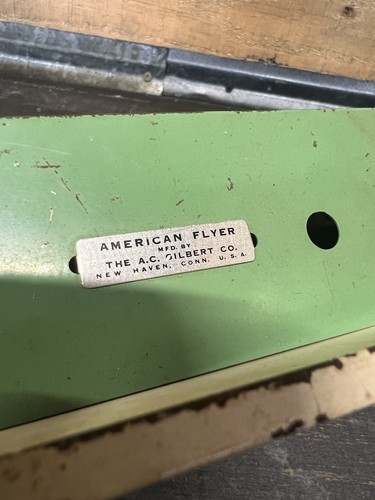 AMERICAN FLYER
MFD. BY
THE A.C. GILBERT CO.
NEW HAVEN, CONN. U.S.A.